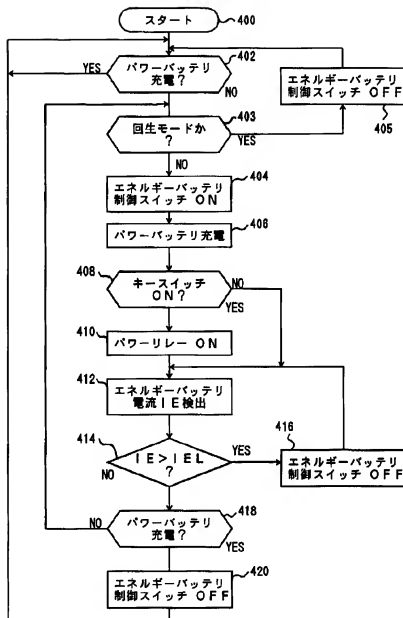 スタート
400
402
パワーバッテリ
充電?
YES
NO
エネルギーバッテリ
制御スイッチ OFF
405
403
回生モードか
?
YES
NO
404
エネルギーバッテリ
制御スイッチ ON
406
パワーバッテリ充電
408
キースイッチ
ON?
NO
YES
410
パワーリレー ON
412
エネルギーバッテリ
電流IE検出
414
IE>IEL
?
YES
NO
416
エネルギーバッテリ
制御スイッチ OFF
418
パワーバッテリ
充電?
NO
YES
420
エネルギーバッテリ
制御スイッチ OFF